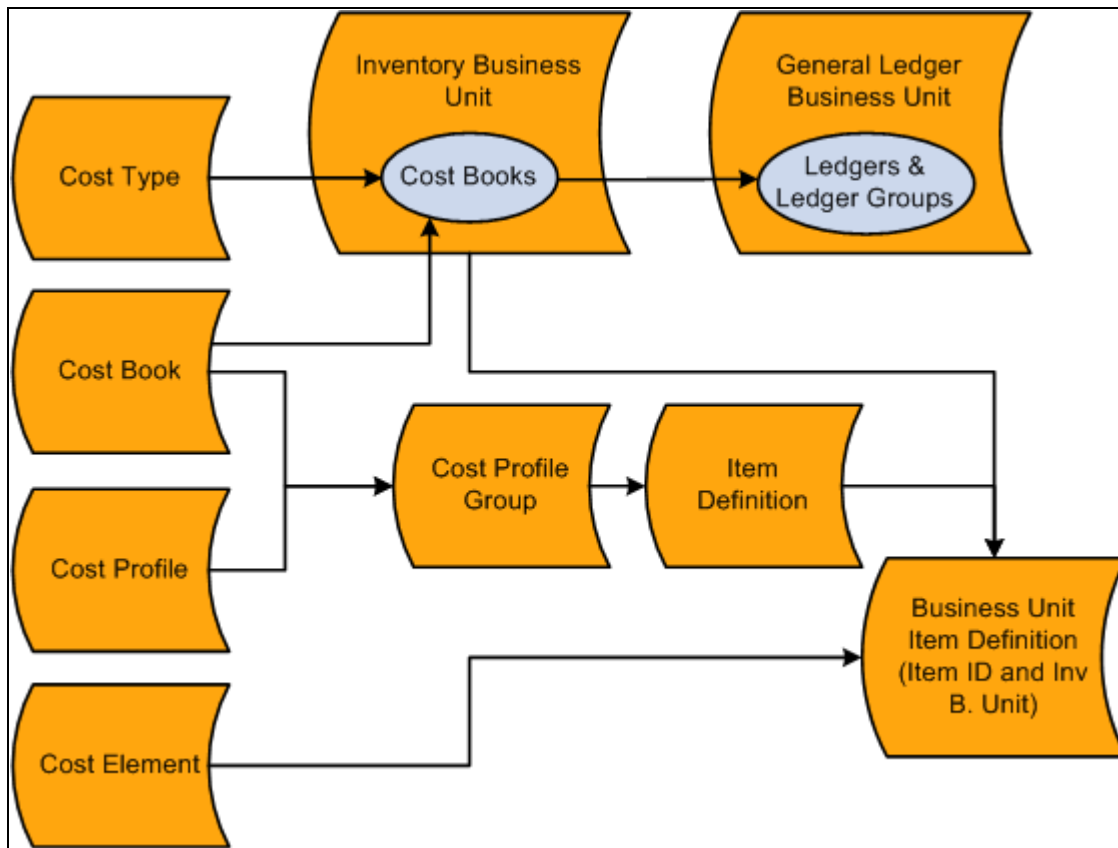 Inventory Business
Unit
General Ledger
Business Unit
Cost Type
Cost Books
Ledgers &
Ledger Groups
Cost Book
Cost Profile
Group
Item
Definition
Cost Profile
Business Unit
Item Definition
(Item ID and Inv
B. Unit)
Cost Element